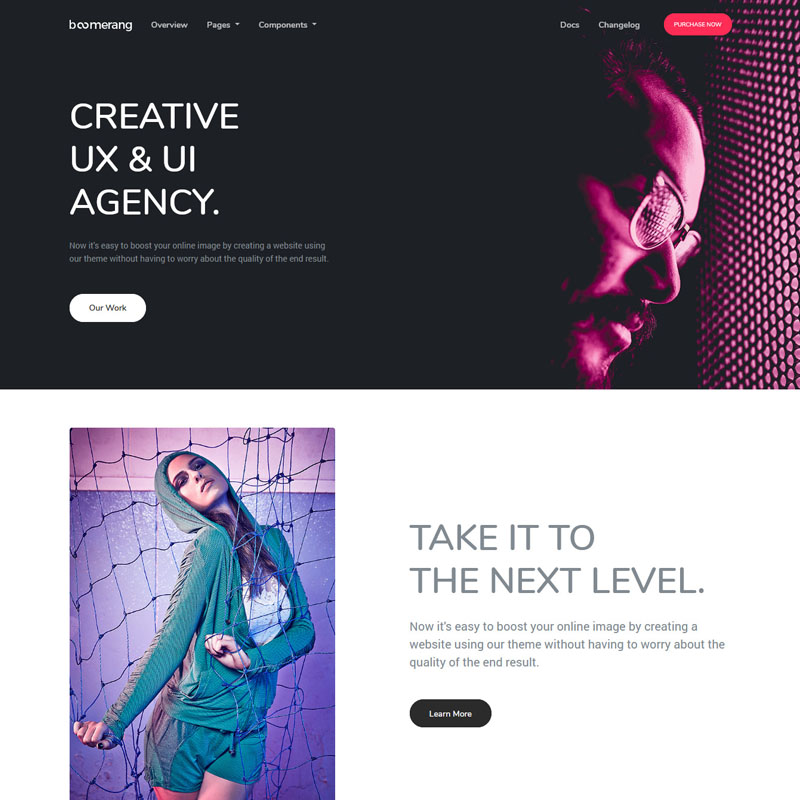 boomerang Overview Pages Components Docs Changelog PURCHASE NOW
CREATIVE
UX & UI
AGENCY.
Now it's easy to boost your online image by creating a website using
our theme without having to worry about the quality of the end result.
Our Work
TAKE IT TO
THE NEXT LEVEL.
Now it's easy to boost your online image by creating a
website using our theme without having to worry about the
quality of the end result.
Learn More